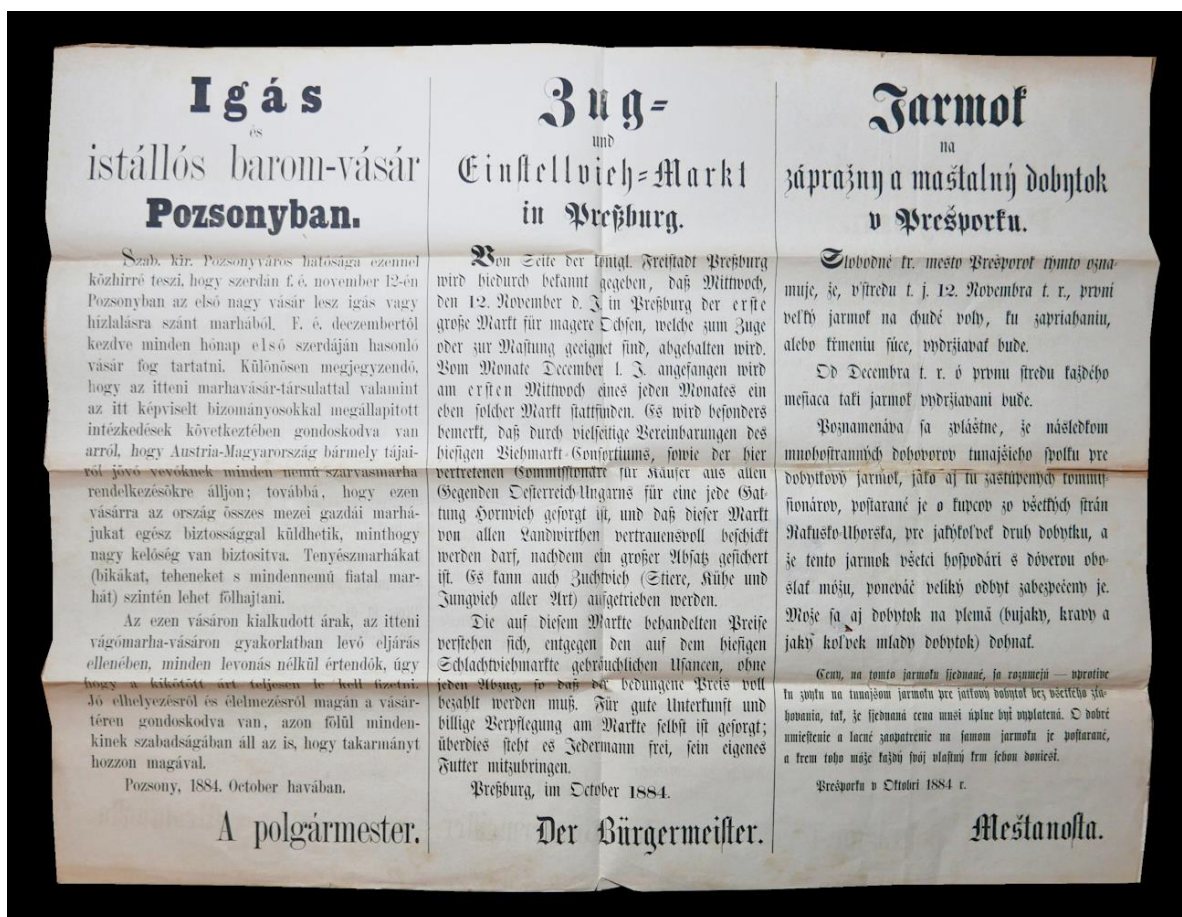 Igás
és
istállós barom-vásár
Pozsonyban.
Szab. kir. Pozsonyváros hatósága ezennel
közhirré teszi, hogy szerdán f. é. november 12-én
Pozsonyban az első nagy vásár lesz igás vagy
hizlalásra szánt marhából. F. é. deczembertől
kezdve minden hónap első szerdáján hasonló
vásár fog tartatni. Különösen megjegyzendő,
hogy az itteni marhavásár-társulattal valamint
az itt képviselt bizományosokkal megállapított
intézkedések következtében gondoskodva van
arról, hogy Austria-Magyarország bármely tájai-
ról jövő vevőknek minden nemű szarvasmarha
rendelkezésökre álljon; továbbá, hogy ezen
vásárra az ország összes mezei gazdái marhá-
jukat egész biztossággal küldhetik, minthogy
nagy kelőség van biztositva. Tenyészmarhákat
(bikákat, teheneket s mindennemű fiatal mar-
hát) szintén lehet fölhajtani.
Az ezen vásáron kialkudott árak, az itteni
vágómarha-vásáron gyakorlatban levő eljárás
ellenében, minden levonás nélkül értendők, úgy
hogy a kikötött árt teljesen le kell fizetni.
Jó elhelyezésről és élelmezésről magán a vásár-
téren gondoskodva van, azon fölül minden-
kinek szabadságában áll az is, hogy takarmányt
hozzon magával.
Pozsony, 1884. October havában.
A polgármester.
Zug-
und
Einstellvieh-Markt
in Preßburg.
Von Seite der königl. Freistadt Preßburg
wird hiedurch bekannt gegeben, daß Mittwoch,
den 12. November d. J. in Preßburg der erste
große Markt für magere Ochsen, welche zum Zuge
oder zur Mastung geeignet sind, abgehalten wird.
Vom Monate December l. J. angefangen wird
am ersten Mittwoch eines jeden Monates ein
eben solcher Markt stattfinden. Es wird besonders
bemerkt, daß durch vielseitige Vereinbarungen des
hiesigen Viehmarkt-Consortiums, sowie der hier
vertretenen Commissionäre für Käufer aus allen
Gegenden Oesterreich-Ungarns für eine jede Gat-
tung Hornvieh gesorgt ist, und daß dieser Markt
von allen Landwirthen vertrauensvoll beschickt
werden darf, nachdem ein großer Absatz gesichert
ist. Es kann auch Zuchtvieh (Stiere, Kühe und
Jungvieh aller Art) aufgetrieben werden.
Die auf diesem Markte behandelten Preise
verstehen sich, entgegen den auf dem hiesigen
Schlachtviehmarkte gebräuchlichen Usancen, ohne
jeden Abzug, so daß der bedungene Preis voll
bezahlt werden muß. Für gute Unterkunft und
billige Verpflegung am Markte selbst ist gesorgt;
überdies steht es Jedermann frei, sein eigenes
Futter mitzubringen.
Preßburg, im October 1884.
Der Bürgermeister.
Jarmok
na
zápražny a maštalný dobytok
v Prešporku.
Slobodné kr. mesto Prešporok týmto ozna-
muje, že, v stredu t. j. 12. Novembra t. r., první
velký jarmok na chudé voly, ku zapriahaniu,
alebo kŕmeniu súce, vydržiavať bude.
Od Decembra t. r. ó prvnu stredu každého
mesiaca taki jarmok vydržiavani bude.
Poznamenáva sa zvláštne, že následkom
mnohostranných dohovorov tunajšieho spolku pre
dobytkový jarmok, jako aj tu zastúpených kommis-
sionárov, postarané je o kupcov zo všetkých strán
Rakúsko-Uhorska, pre jakýkoľvek druh dobytku, a
že tento jarmok všetci hospodári s dôverou obo-
slať môžu, poneváč veliký odbyt zabezpečeny je.
Može sa aj dobytok na plemä (bujaky, kravy a
jaký koľvek mlady dobytok) dohnať.
Ceny, na tomto jarmoku sjednané, sa rozumejú — uprotive
ku zvyku na tunajšom jarmoku pre jatkový dobytok bez všetkého zťa-
hovania, tak, že sjednaná cena musí úplne byť vyplatená. O dobré
umiestenie a lacné zaopatrenie na samom jarmoku je postarané,
a krem toho môže každý svój vlastný krm sebou doniesť.
Prešporku v Oktobri 1884 r.
Meštanosta.